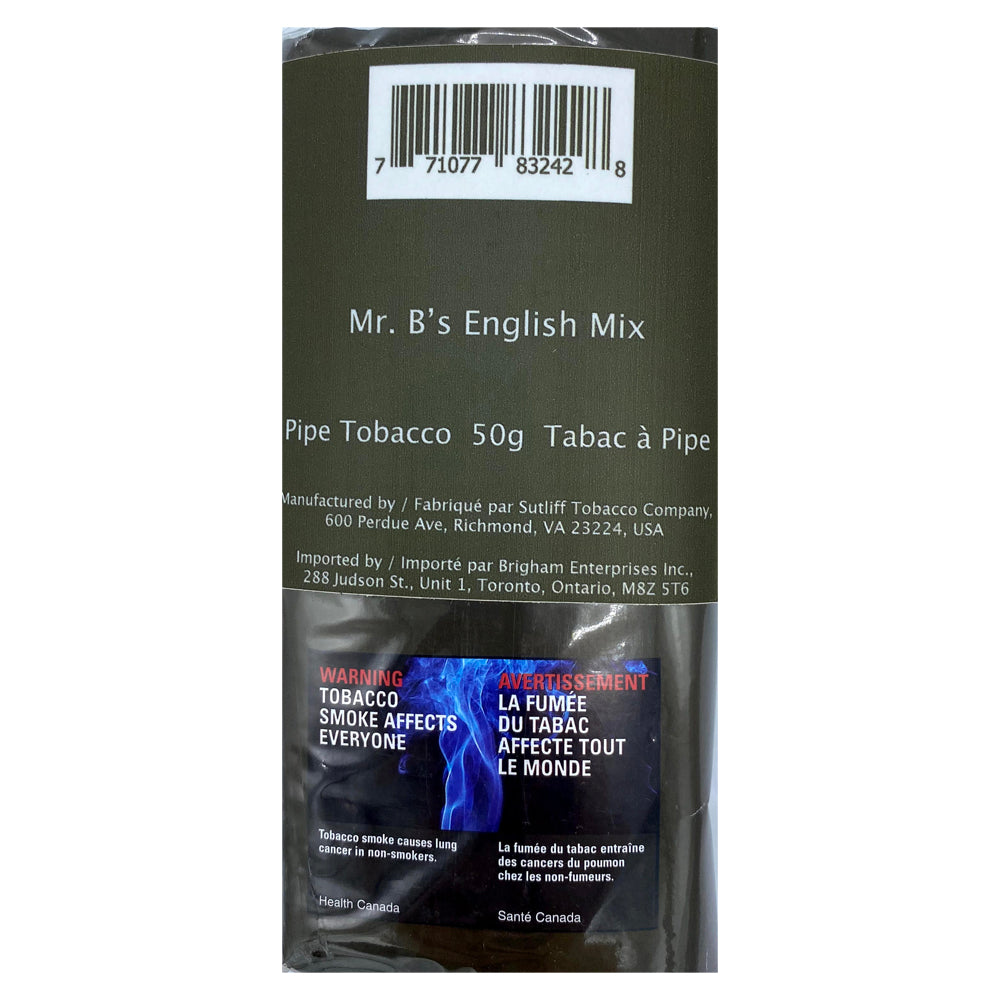 7 71077 83242 8
Mr. B's English Mix
Pipe Tobacco 50g Tabac à Pipe
Manufactured by / Fabriqué par Sutliff Tobacco Company,
600 Perdue Ave, Richmond, VA 23224, USA
Imported by / Importé par Brigham Enterprises Inc.,
288 Judson St., Unit 1, Toronto, Ontario, M8Z 5T6
WARNING
TOBACCO
SMOKE AFFECTS
EVERYONE
Tobacco smoke causes lung
cancer in non-smokers.
Health Canada
AVERTISSEMENT
LA FUMÉE
DU TABAC
AFFECTE TOUT
LE MONDE
La fumée du tabac entraîne
des cancers du poumon
chez les non-fumeurs.
Santé Canada